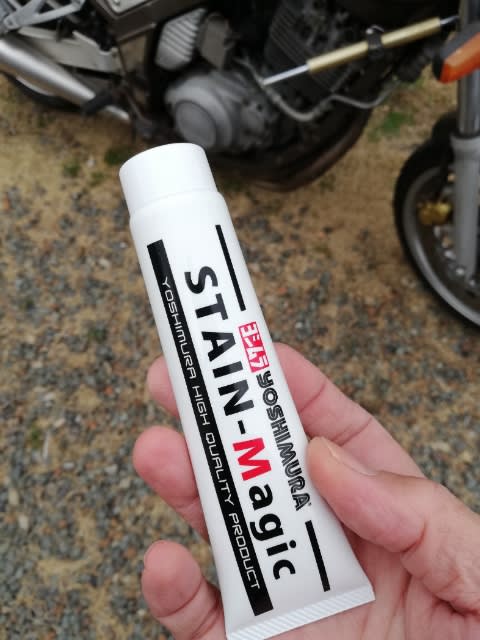 ヨシムラ YOSHIMURA
STAIN-Magic
YOSHIMURA HIGH QUALITY PRODUCT